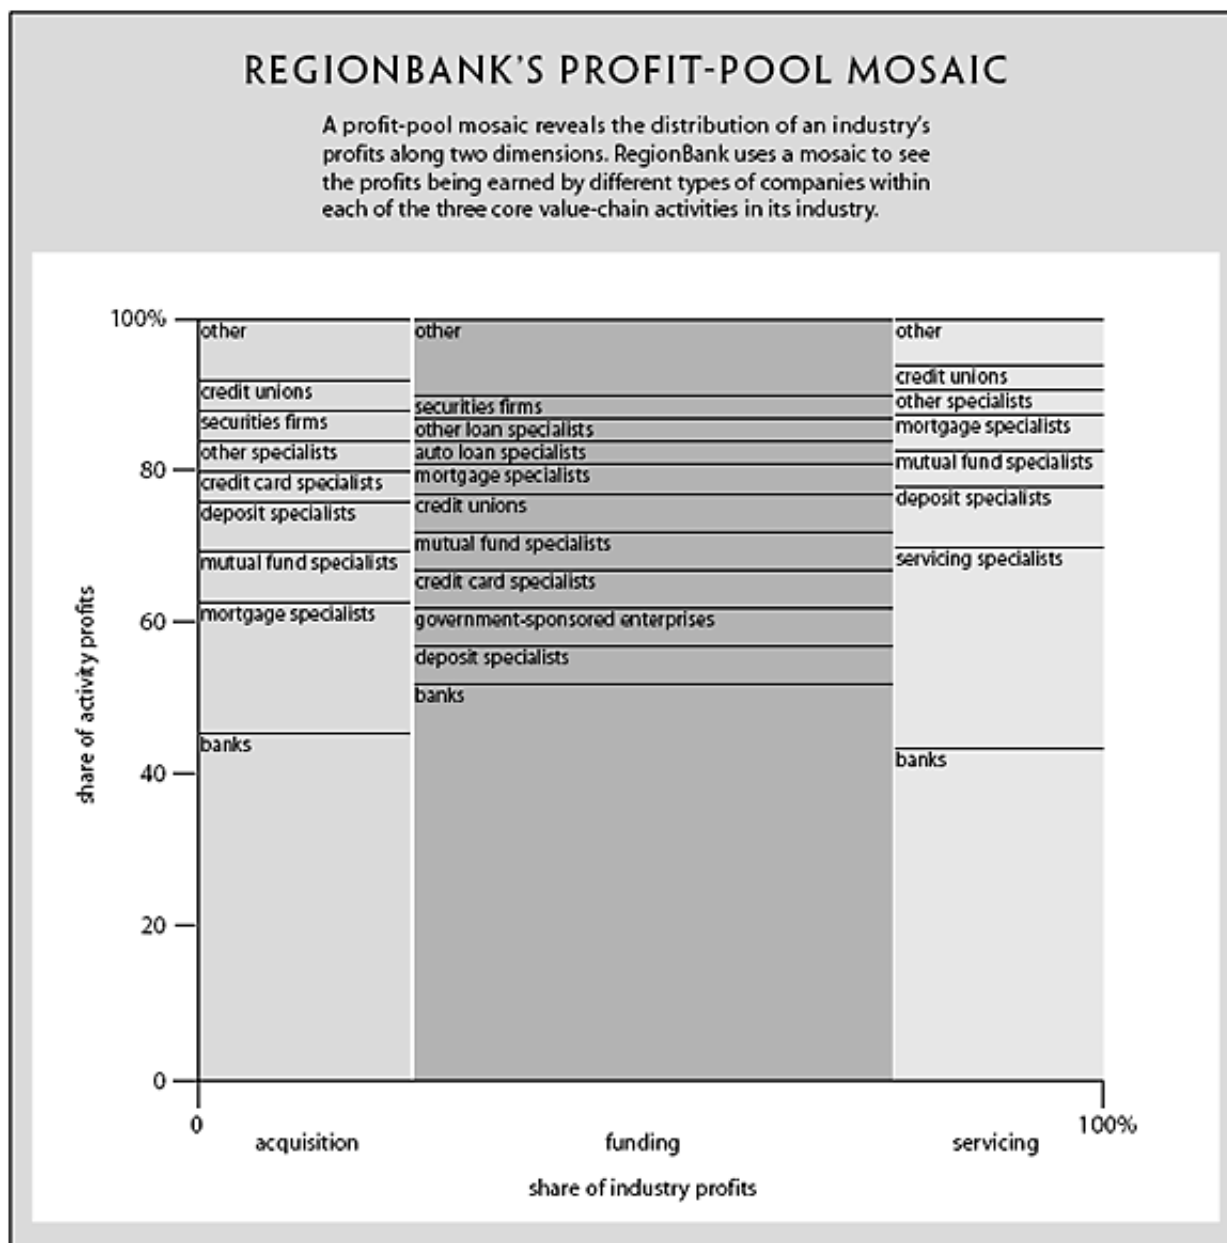 REGIONBANK'S PROFIT-POOL MOSAIC
A profit-pool mosaic reveals the distribution of an industry's
profits along two dimensions. RegionBank uses a mosaic to see
the profits being earned by different types of companies within
each of the three core value-chain activities in its industry.
share of activity profits
100%
80
60
40
20
0
other
credit unions
securities firms
other specialists
credit card specialists
deposit specialists
mutual fund specialists
mortgage specialists
banks
other
securities firms
other loan specialists
auto loan specialists
mortgage specialists
credit unions
mutual fund specialists
credit card specialists
government-sponsored enterprises
deposit specialists
banks
other
credit unions
other specialists
mortgage specialists
mutual fund specialists
deposit specialists
servicing specialists
banks
0
100%
acquisition
funding
servicing
share of industry profits